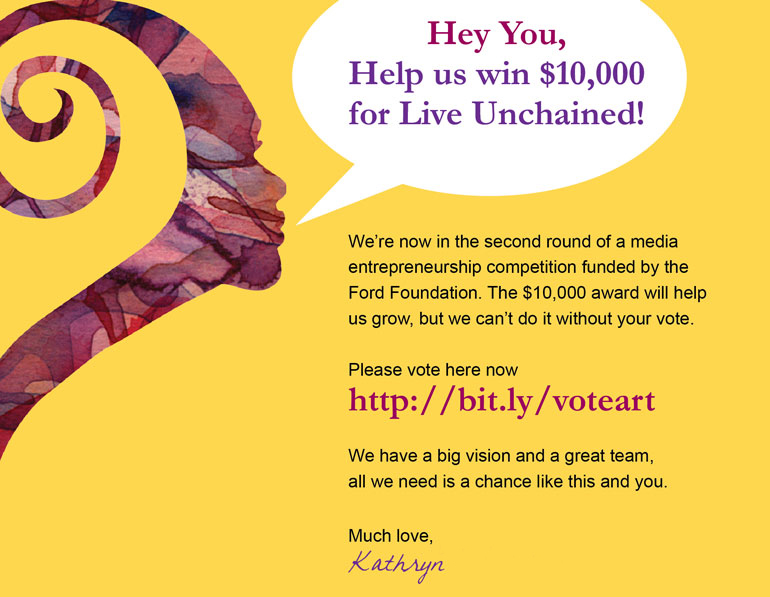 Hey You,
Help us win $10,000
for Live Unchained!
We’re now in the second round of a media
entrepreneurship competition funded by the
Ford Foundation. The $10,000 award will help
us grow, but we can’t do it without your vote.
Please vote here now
http://bit.ly/voteart
We have a big vision and a great team,
all we need is a chance like this and you.
Much love,
Kathryn